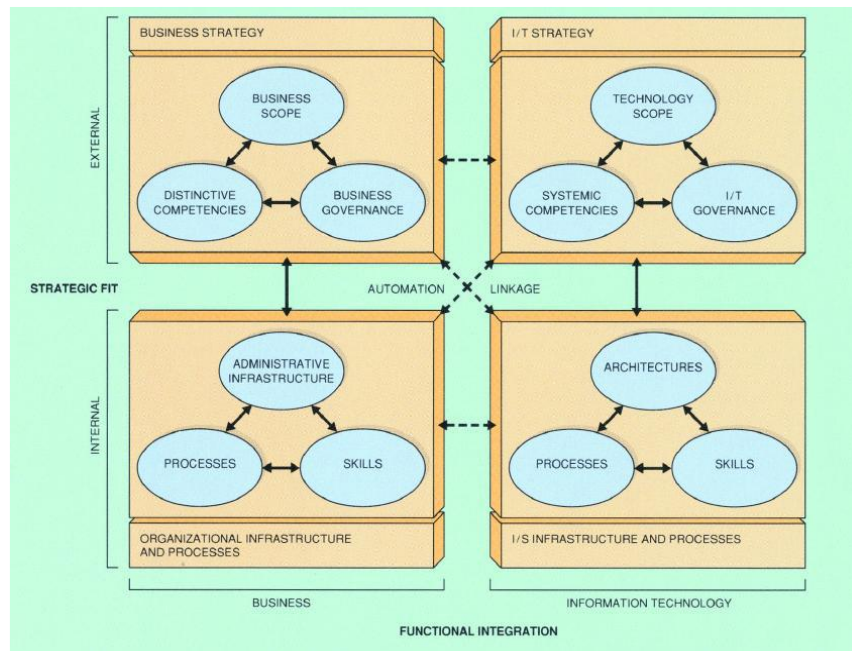 BUSINESS STRATEGY
I/T STRATEGY
EXTERNAL
BUSINESS
SCOPE
DISTINCTIVE
COMPETENCIES
BUSINESS
GOVERNANCE
TECHNOLOGY
SCOPE
SYSTEMIC
COMPETENCIES
I/T
GOVERNANCE
STRATEGIC FIT
AUTOMATION
LINKAGE
INTERNAL
ADMINISTRATIVE
INFRASTRUCTURE
PROCESSES
SKILLS
ARCHITECTURES
PROCESSES
SKILLS
ORGANIZATIONAL INFRASTRUCTURE
AND PROCESSES
I/S INFRASTRUCTURE AND PROCESSES
BUSINESS
INFORMATION TECHNOLOGY
FUNCTIONAL INTEGRATION